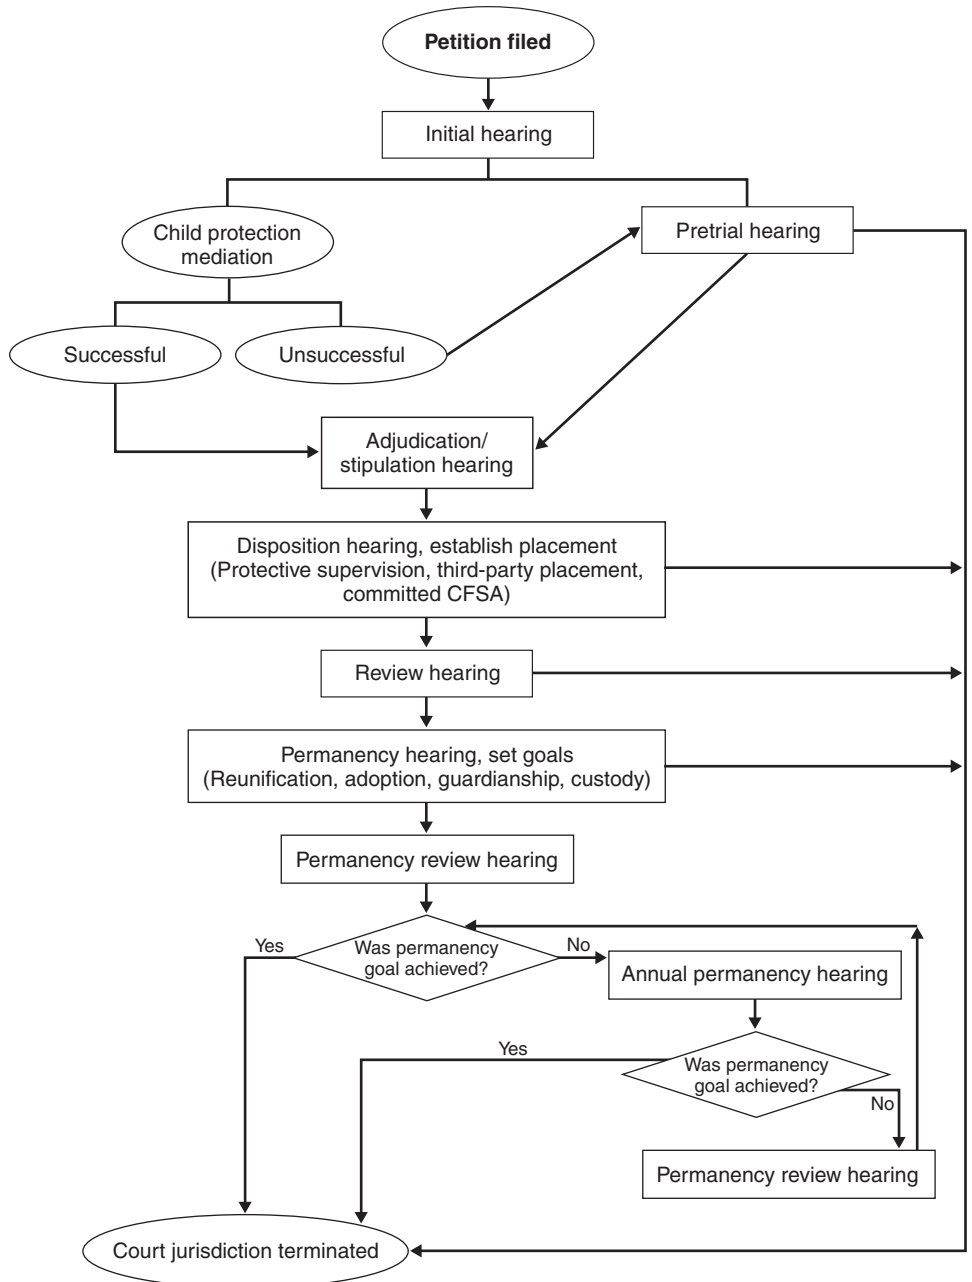 Petition filed
Initial hearing
Child protection
mediation
Pretrial hearing
Successful
Unsuccessful
Adjudication/
stipulation hearing
Disposition hearing, establish placement
(Protective supervision, third-party placement,
committed CFSA)
Review hearing
Permanency hearing, set goals
(Reunification, adoption, guardianship, custody)
Permanency review hearing
Yes
Was permanency
goal achieved?
No
Annual permanency hearing
Yes
Was permanency
goal achieved?
No
Permanency review hearing
Court jurisdiction terminated